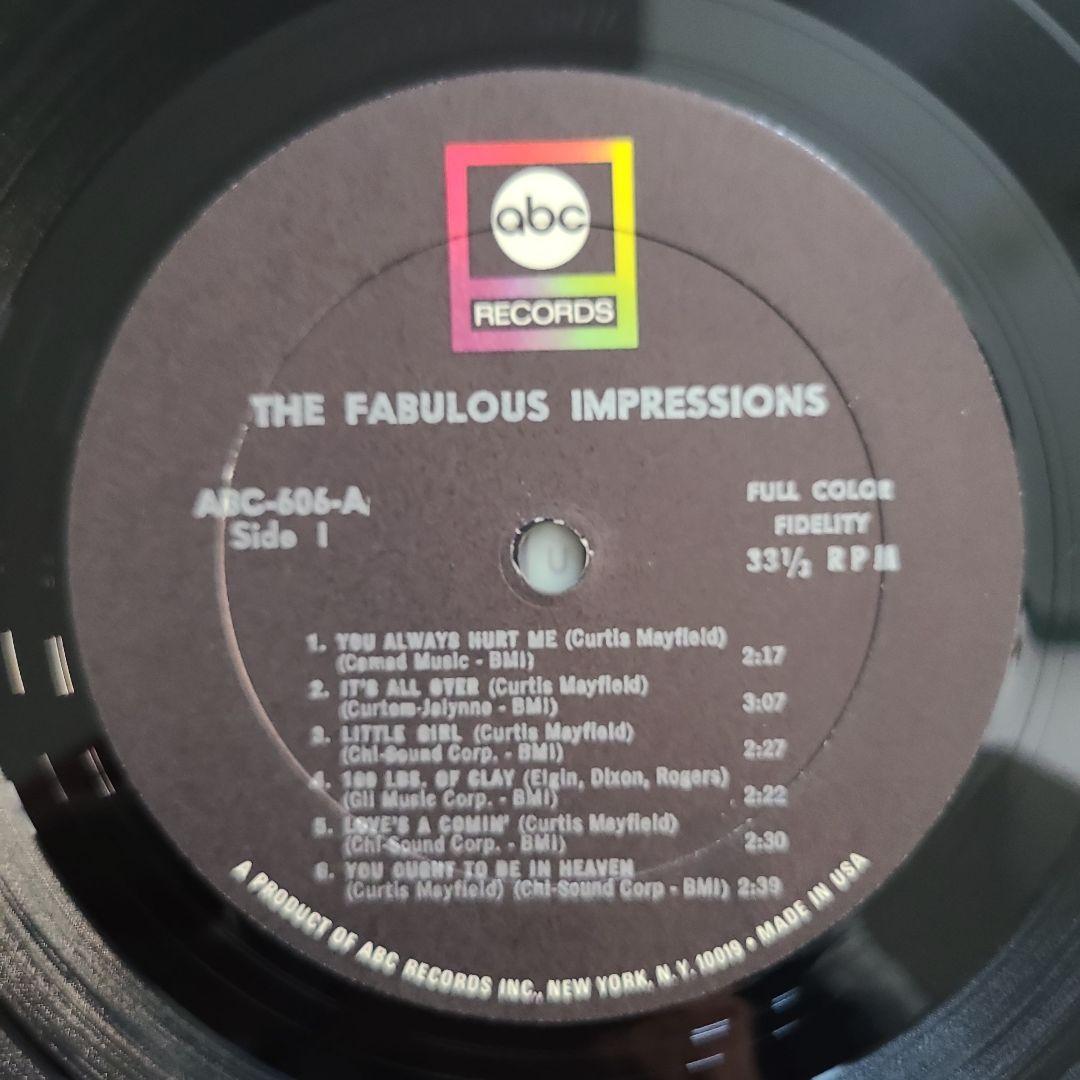 abc
RECORDS
THE FABULOUS IMPRESSIONS
ABC-606-A
Side 1
FULL COLOR
FIDELITY
33⅓ RPM
1. YOU ALWAYS HURT ME (Curtis Mayfield)
(Camad Music - BMI) 2:17
2. IT'S ALL OVER (Curtis Mayfield)
(Curtom-Jalynne - BMI) 3:07
3. LITTLE GIRL (Curtis Mayfield)
(Chi-Sound Corp. - BMI) 2:27
4. 100 LBS. OF CLAY (Elgin, Dixon, Rogers)
(Gil Music Corp. - BMI) 2:22
5. LOVE'S A COMIN' (Curtis Mayfield)
(Chi-Sound Corp. - BMI) 2:30
6. YOU OUGHT TO BE IN HEAVEN
(Curtis Mayfield) (Chi-Sound Corp - BMI) 2:39
A PRODUCT OF ABC RECORDS INC., NEW YORK, N.Y. 10019 • MADE IN USA